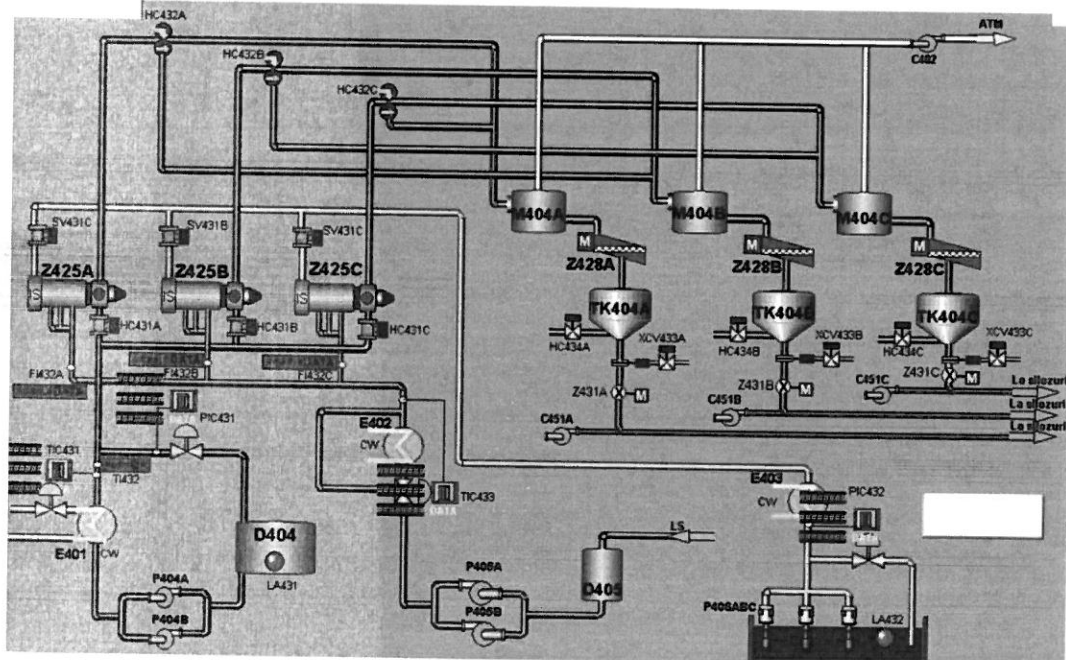 HC432A
HC432B
HC432C
ATM
C402
SV431C
SV431B
SV431C
M404A
M404B
M404C
M
M
M
Z425A
Z425B
Z425C
Z428A
Z428B
Z428C
S
S
S
TK404A
TK404B
TK404C
HC431A
HC431B
HC431C
HC434A
XCV433A
HC434B
XCV433B
HC434C
XCV433C
FI432A
FI432B
FI432C
Z431A
M
Z431B
M
Z431C
M
C451A
C451B
C451C
La silozuri
La silozuri
La silozuri
PIC431
E402
CW
TIC431
TI432
TIC433
E403
CW
PIC432
E401
CW
D404
LA431
LS
D405
P404A
P404B
P405A
P405B
P406ABC
LA432